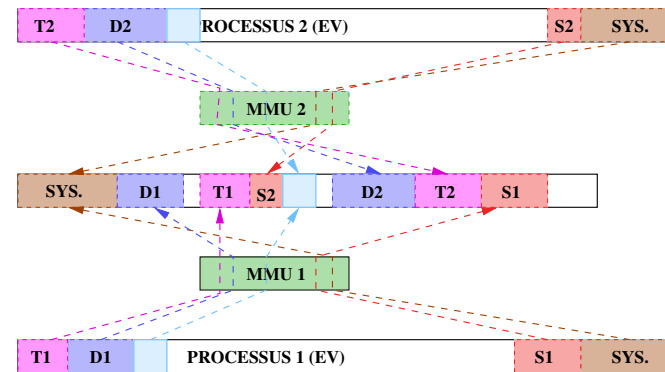 T2 D2 ROCESSUS 2 (EV) S2 SYS.
MMU 2
SYS. D1 T1 S2 D2 T2 S1
MMU 1
T1 D1 PROCESSUS 1 (EV) S1 SYS.